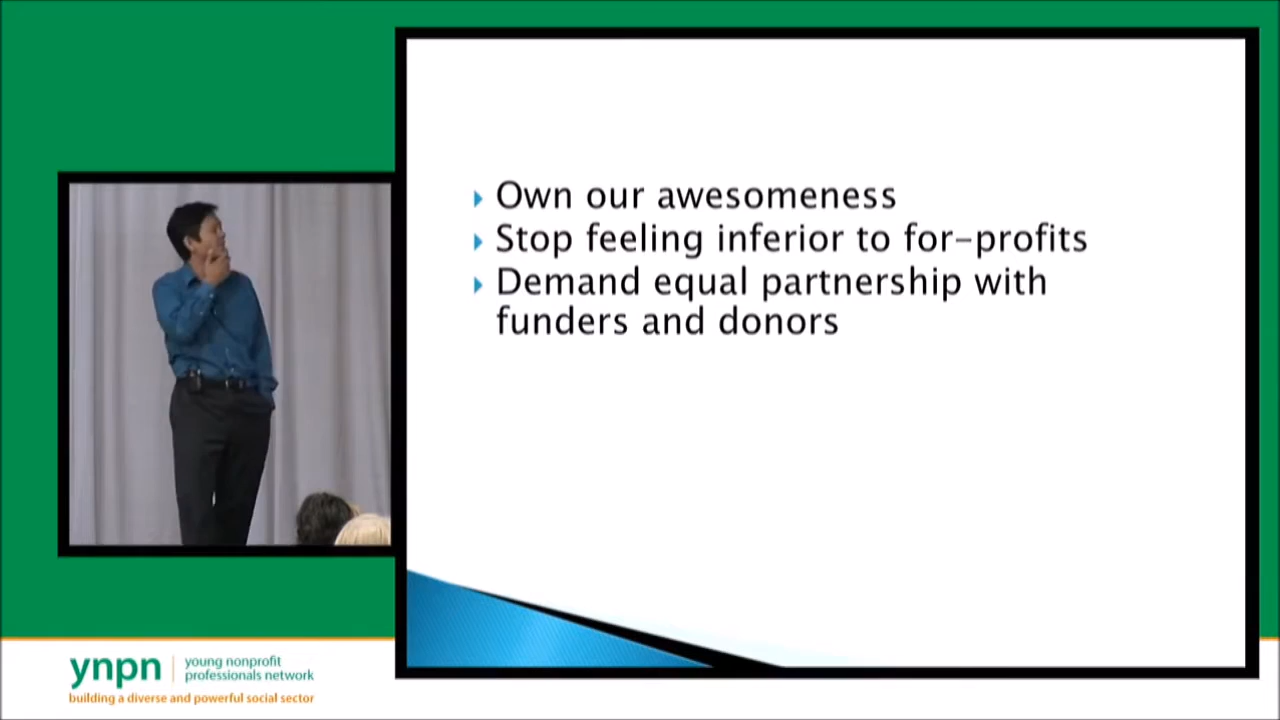 Own our awesomeness
Stop feeling inferior to for-profits
Demand equal partnership with
funders and donors
ynpn
young nonprofit
professionals network
building a diverse and powerful social sector